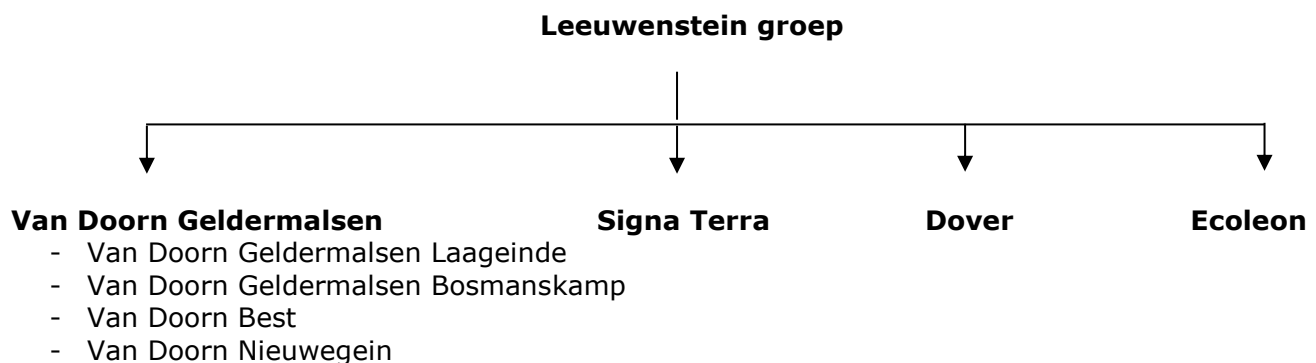 Leeuwenstein groep
Van Doorn Geldermalsen Signa Terra Dover Ecoleon
- Van Doorn Geldermalsen Laageinde
- Van Doorn Geldermalsen Bosmanskamp
- Van Doorn Best
- Van Doorn Nieuwegein